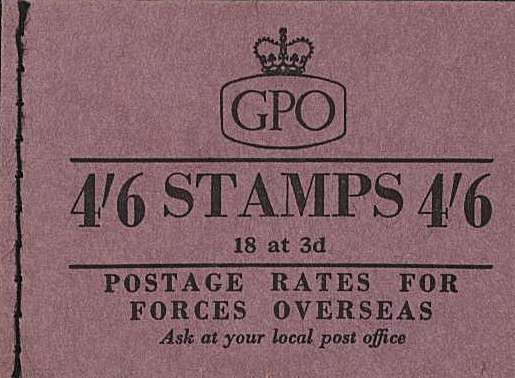 GPO
4'6 STAMPS 4'6
18 at 3d
POSTAGE RATES FOR
FORCES OVERSEAS
Ask at your local post office